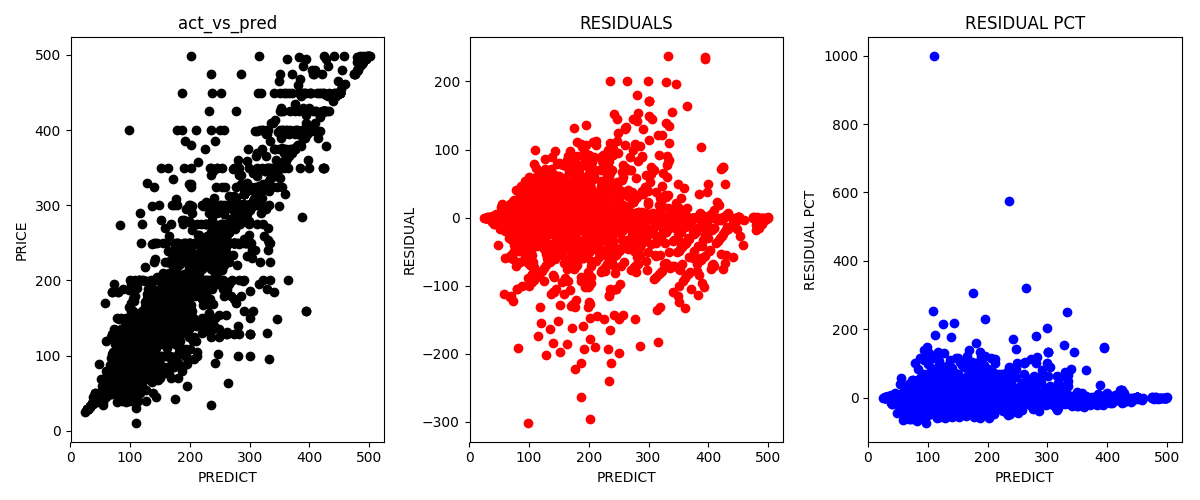 act_vs_pred
PRICE
500
400
300
200
100
0
0 100 200 300 400 500
PREDICT
RESIDUALS
RESIDUAL
200
100
0
−100
−200
−300
0 100 200 300 400 500
PREDICT
RESIDUAL PCT
RESIDUAL PCT
1000
800
600
400
200
0
0 100 200 300 400 500
PREDICT